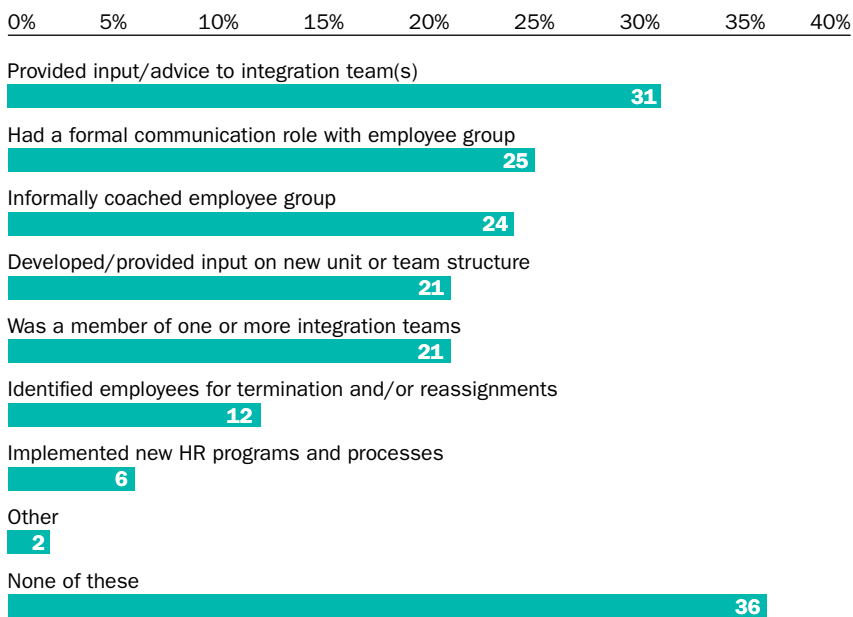 0% 5% 10% 15% 20% 25% 30% 35% 40%
Provided input/advice to integration team(s)
31
Had a formal communication role with employee group
25
Informally coached employee group
24
Developed/provided input on new unit or team structure
21
Was a member of one or more integration teams
21
Identified employees for termination and/or reassignments
12
Implemented new HR programs and processes
6
Other
2
None of these
36